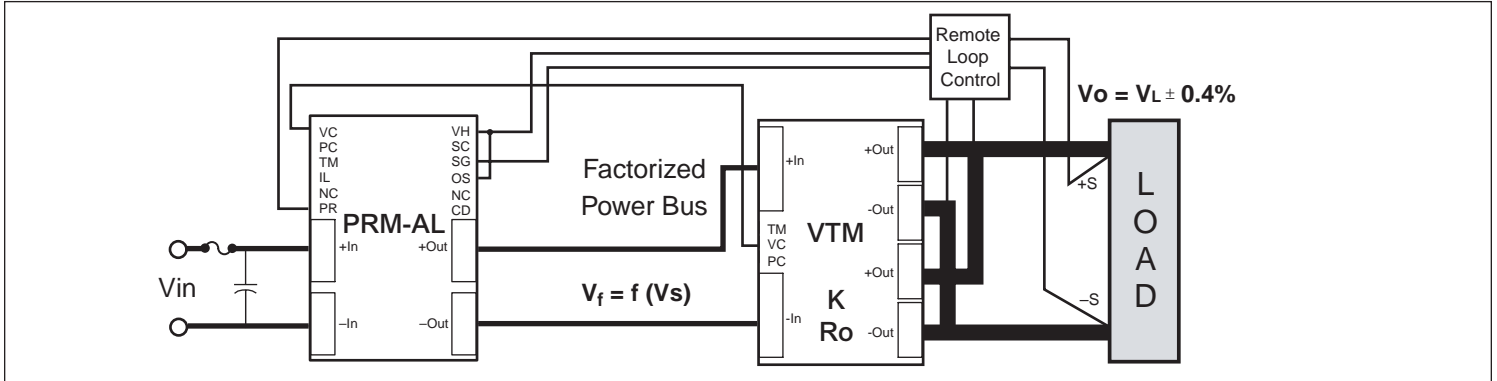 Remote
Loop
Control
Vo = VL ± 0.4%
VC
PC
TM
IL
NC
PR
VH
SC
SG
OS
NC
CD
PRM-AL
+In
+Out
–In
–Out
Vin
Factorized
Power Bus
Vf = f (Vs)
+In
+Out
-Out
TM
VC
PC
VTM
+Out
K
Ro
-In
-Out
+S
–S
L
O
A
D